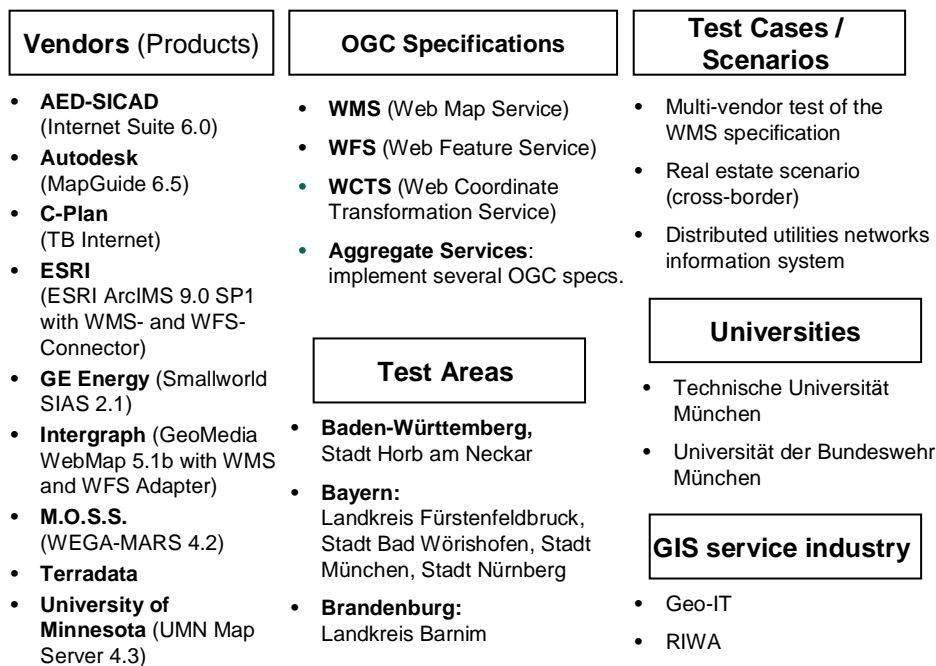 Vendors (Products)
• AED-SICAD
(Internet Suite 6.0)
• Autodesk
(MapGuide 6.5)
• C-Plan
(TB Internet)
• ESRI
(ESRI ArcIMS 9.0 SP1
with WMS- and WFS-
Connector)
• GE Energy (Smallworld
SIAS 2.1)
• Intergraph (GeoMedia
WebMap 5.1b with WMS
and WFS Adapter)
• M.O.S.S.
(WEGA-MARS 4.2)
• Terradata
• University of
Minnesota (UMN Map
Server 4.3)
OGC Specifications
• WMS (Web Map Service)
• WFS (Web Feature Service)
• WCTS (Web Coordinate
Transformation Service)
• Aggregate Services:
implement several OGC specs.
Test Areas
• Baden-Württemberg,
Stadt Horb am Neckar
• Bayern:
Landkreis Fürstenfeldbruck,
Stadt Bad Wörishofen, Stadt
München, Stadt Nürnberg
• Brandenburg:
Landkreis Barnim
Test Cases /
Scenarios
• Multi-vendor test of the
WMS specification
• Real estate scenario
(cross-border)
• Distributed utilities networks
information system
Universities
• Technische Universität
München
• Universität der Bundeswehr
München
GIS service industry
• Geo-IT
• RIWA